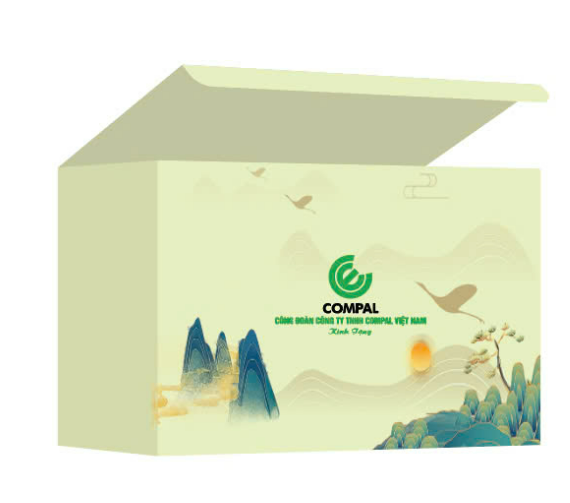 COMPAL
CÔNG ĐOÀN CÔNG TY TNHH COMPAL VIỆT NAM
Kính Tặng